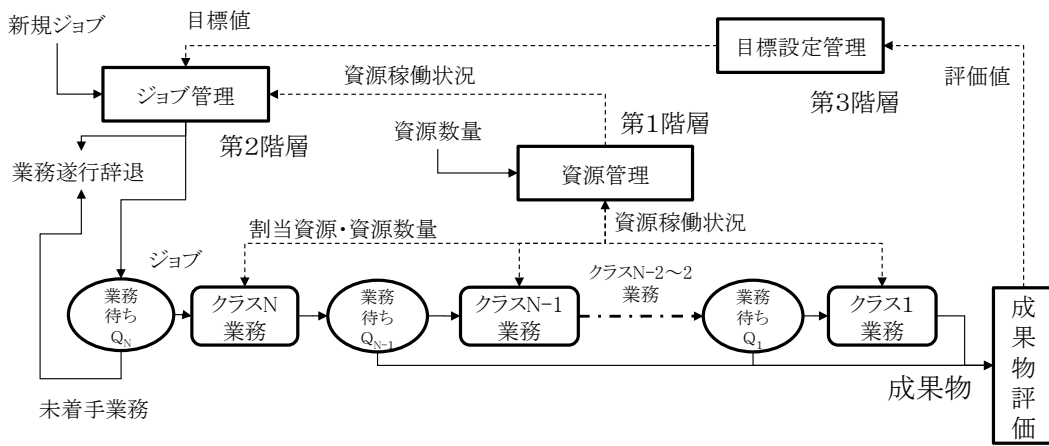 新規ジョブ
目標値
目標設定管理
評価値
資源稼働状況
ジョブ管理
第3階層
第1階層
第2階層
資源数量
業務遂行辞退
資源管理
割当資源・資源数量
資源稼働状況
ジョブ
クラスN-2～2
業務
業務
待ち
Q_N
クラスN
業務
業務
待ち
Q_N-1
クラスN-1
業務
業務
待ち
Q_1
クラス1
業務
成果物評価
成果物
未着手業務